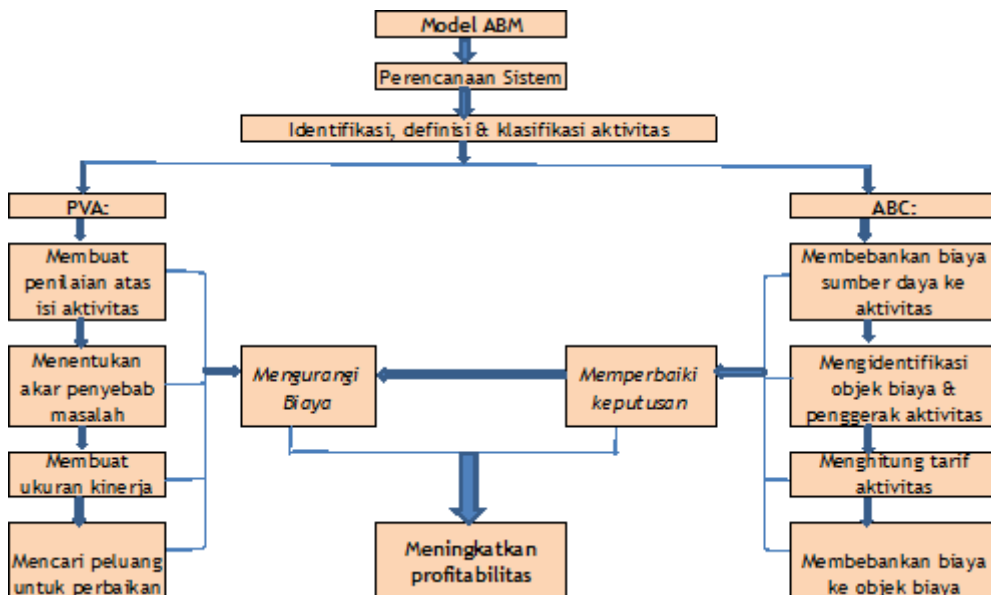 Model ABM
Perencanaan Sistem
Identifikasi, definisi & klasifikasi aktivitas
PVA:
Membuat
penilaian atas
isi aktivitas
Menentukan
akar penyebab
masalah
Membuat
ukuran kinerja
Mencari peluang
untuk perbaikan
Mengurangi
Biaya
Memperbaiki
keputusan
Meningkatkan
profitabilitas
ABC:
Membebankan biaya
sumber daya ke
aktivitas
Mengidentifikasi
objek biaya &
penggerak aktivitas
Menghitung tarif
aktivitas
Membebankan biaya
ke objek biaya